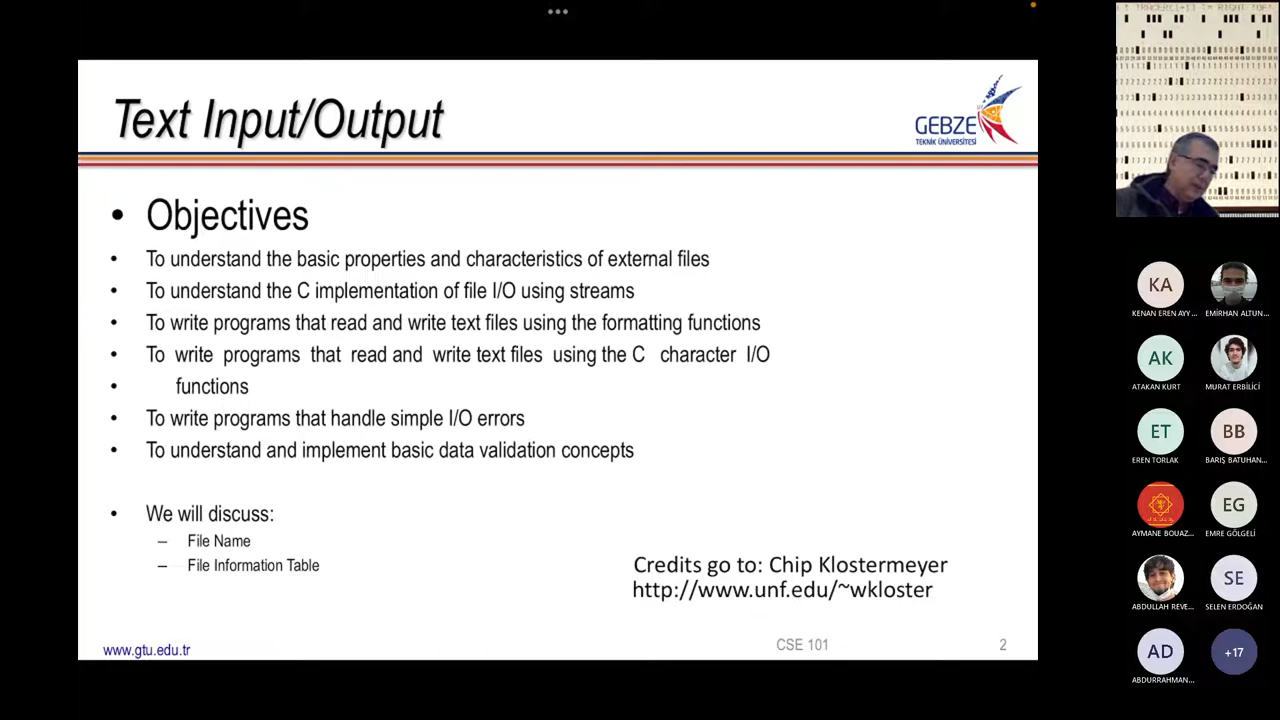 Text Input/Output
GEBZE
TEKNİK ÜNİVERSİTESİ
• Objectives
• To understand the basic properties and characteristics of external files
• To understand the C implementation of file I/O using streams
• To write programs that read and write text files using the formatting functions
• To write programs that read and write text files using the C character I/O
• functions
• To write programs that handle simple I/O errors
• To understand and implement basic data validation concepts
• We will discuss:
– File Name
– File Information Table
Credits go to: Chip Klostermeyer
http://www.unf.edu/~wkloster
www.gtu.edu.tr
CSE 101
2
KA
KENAN EREN AYY...
EMİRHAN ALTUN...
AK
ATAKAN KURT
MURAT ERBİLİCİ
ET
EREN TORLAK
BB
BARIŞ BATUHAN...
AYMANE BOUAZ...
EG
EMRE GÖLGELİ
ABDULLAH REVE...
SE
SELEN ERDOĞAN
AD
ABDURRAHMAN...
+17